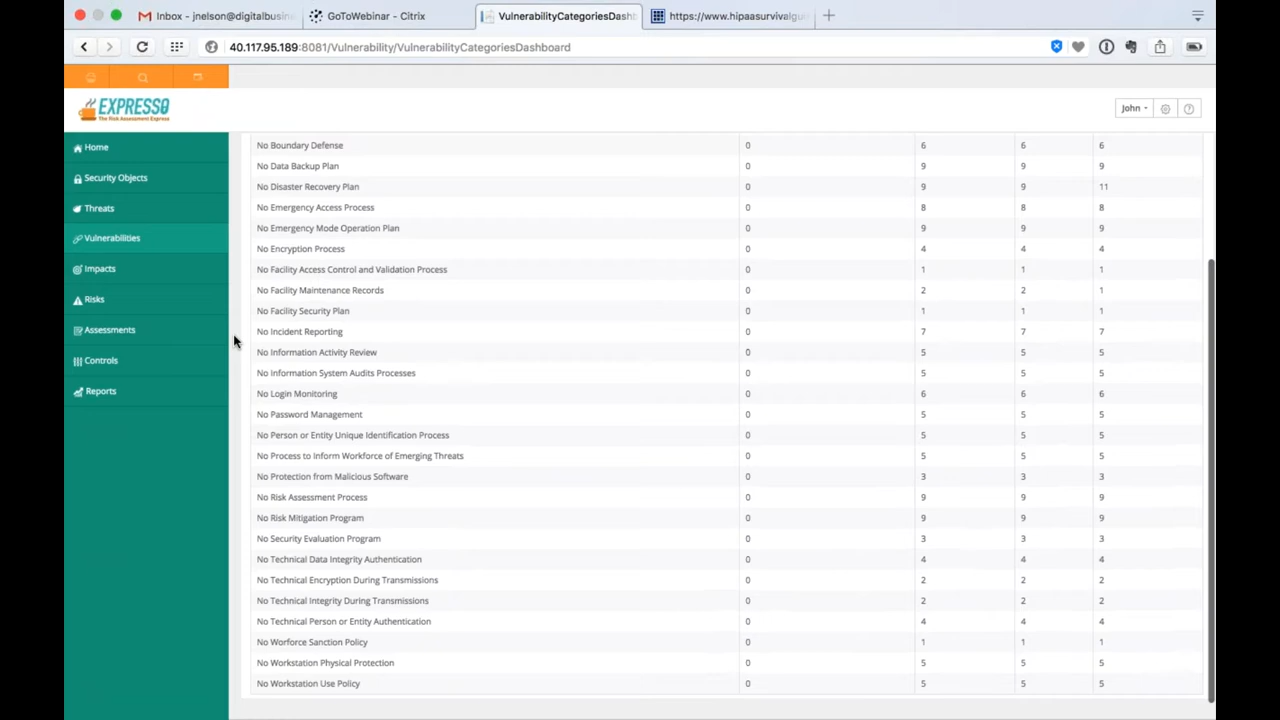 Inbox - jnelson@digitalbusin
GoToWebinar - Citrix
VulnerabilityCategoriesDashb
https://www.hipaasurvivalgu
40.117.95.189:8081/Vulnerability/VulnerabilityCategoriesDashboard
EXPRESSO
The Risk Assessment Express
John
Home
Security Objects
Threats
Vulnerabilities
Impacts
Risks
Assessments
Controls
Reports
No Boundary Defense 0 6 6 6
No Data Backup Plan 0 9 9 9
No Disaster Recovery Plan 0 9 9 11
No Emergency Access Process 0 8 8 8
No Emergency Mode Operation Plan 0 9 9 9
No Encryption Process 0 4 4 4
No Facility Access Control and Validation Process 0 1 1 1
No Facility Maintenance Records 0 2 2 1
No Facility Security Plan 0 1 1 1
No Incident Reporting 0 7 7 7
No Information Activity Review 0 5 5 5
No Information System Audits Processes 0 5 5 5
No Login Monitoring 0 6 6 6
No Password Management 0 5 5 5
No Person or Entity Unique Identification Process 0 5 5 5
No Process to Inform Workforce of Emerging Threats 0 5 5 5
No Protection from Malicious Software 0 3 3 3
No Risk Assessment Process 0 9 9 9
No Risk Mitigation Program 0 9 9 9
No Security Evaluation Program 0 3 3 3
No Technical Data Integrity Authentication 0 4 4 4
No Technical Encryption During Transmissions 0 2 2 2
No Technical Integrity During Transmissions 0 2 2 2
No Technical Person or Entity Authentication 0 4 4 4
No Worforce Sanction Policy 0 1 1 1
No Workstation Physical Protection 0 5 5 5
No Workstation Use Policy 0 5 5 5